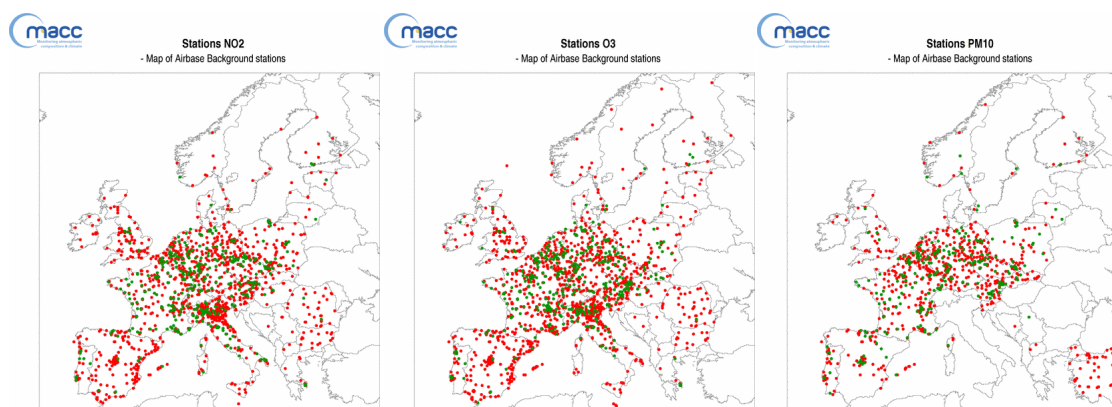 macc
Monitoring atmospheric
composition & climate
Stations NO2
- Map of Airbase Background stations
macc
Monitoring atmospheric
composition & climate
Stations O3
- Map of Airbase Background stations
macc
Monitoring atmospheric
composition & climate
Stations PM10
- Map of Airbase Background stations